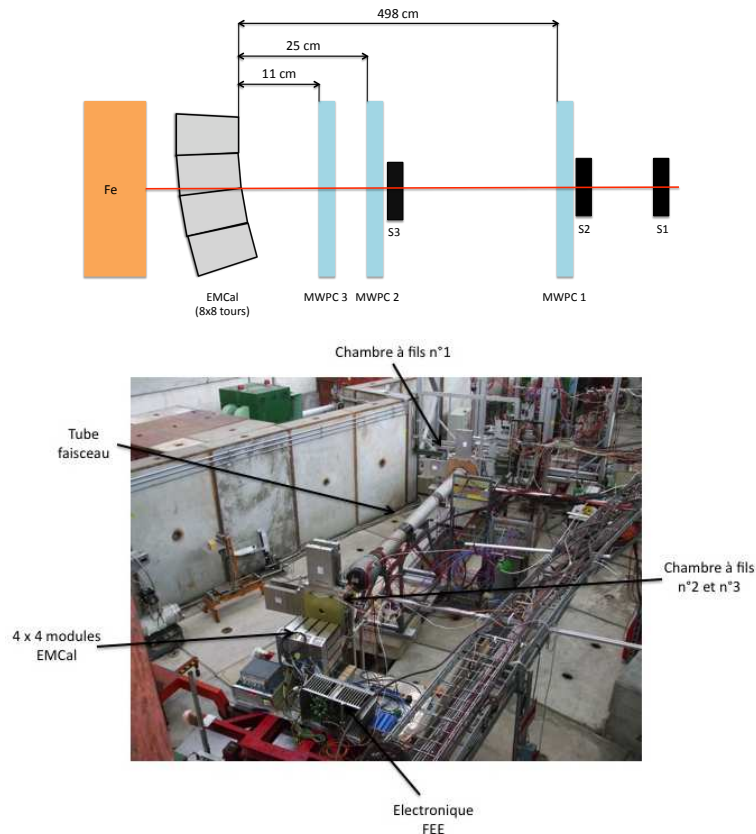 498 cm
25 cm
11 cm
Fe
S3
S2
S1
EMCal
(8x8 tours)
MWPC 3
MWPC 2
MWPC 1
Chambre à fils n°1
Tube
faisceau
Chambre à fils
n°2 et n°3
4 x 4 modules
EMCal
Electronique
FEE